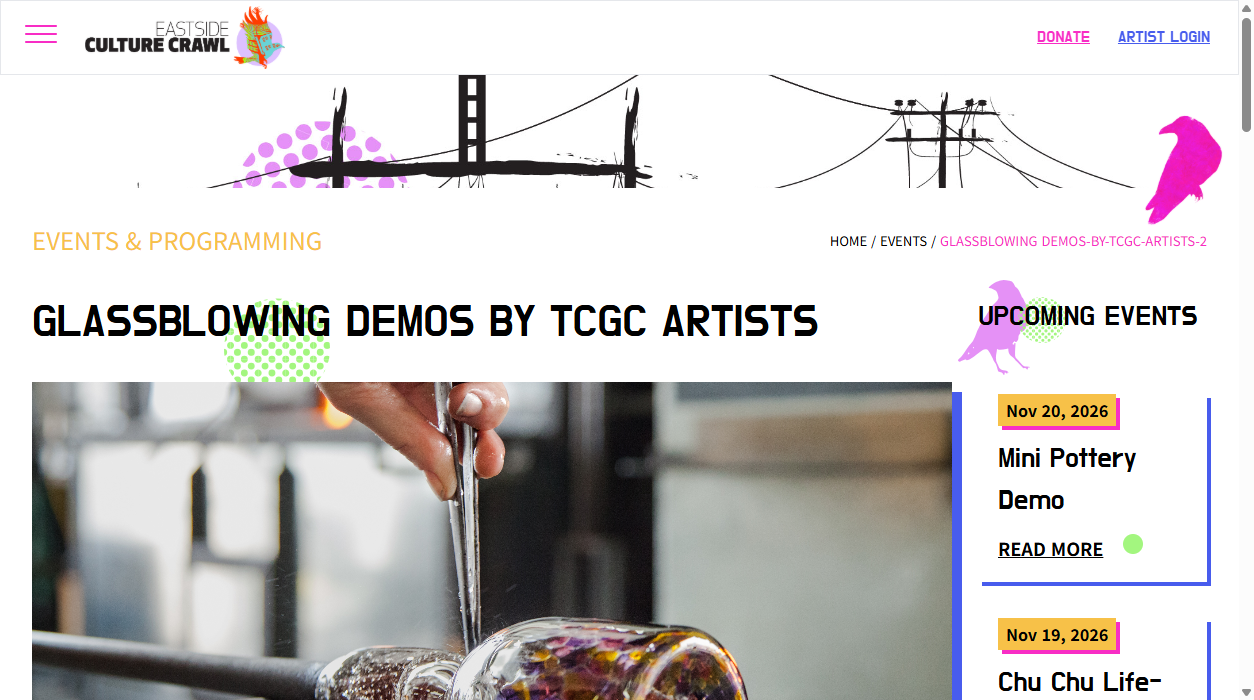 EASTSIDE
CULTURE CRAWL
DONATE
ARTIST LOGIN
EVENTS & PROGRAMMING
HOME / EVENTS / GLASSBLOWING DEMOS-BY-TCGC-ARTISTS-2
GLASSBLOWING DEMOS BY TCGC ARTISTS
UPCOMING EVENTS
Nov 20, 2026
Mini Pottery
Demo
READ MORE
Nov 19, 2026
Chu Chu Life-